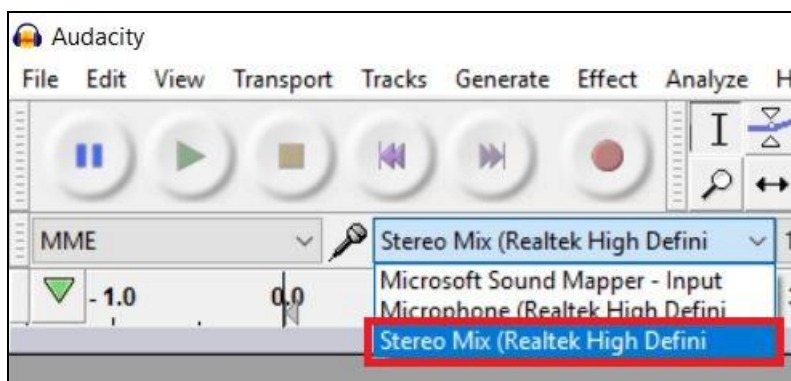 Audacity
File Edit View Transport Tracks Generate Effect Analyze H
MME Stereo Mix (Realtek High Defini 1
- 1.0 0.0
Microsoft Sound Mapper - Input
Microphone (Realtek High Defini
Stereo Mix (Realtek High Defini